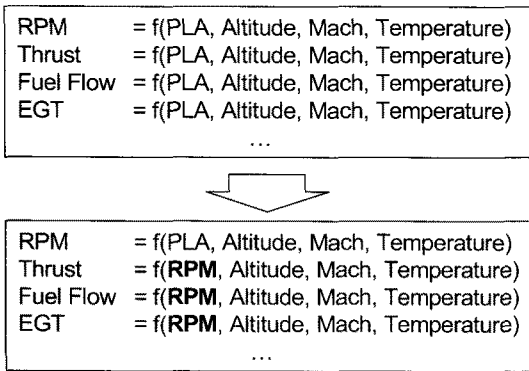 RPM = f(PLA, Altitude, Mach, Temperature)
Thrust = f(PLA, Altitude, Mach, Temperature)
Fuel Flow = f(PLA, Altitude, Mach, Temperature)
EGT = f(PLA, Altitude, Mach, Temperature)
...
RPM = f(PLA, Altitude, Mach, Temperature)
Thrust = f(RPM, Altitude, Mach, Temperature)
Fuel Flow = f(RPM, Altitude, Mach, Temperature)
EGT = f(RPM, Altitude, Mach, Temperature)
...